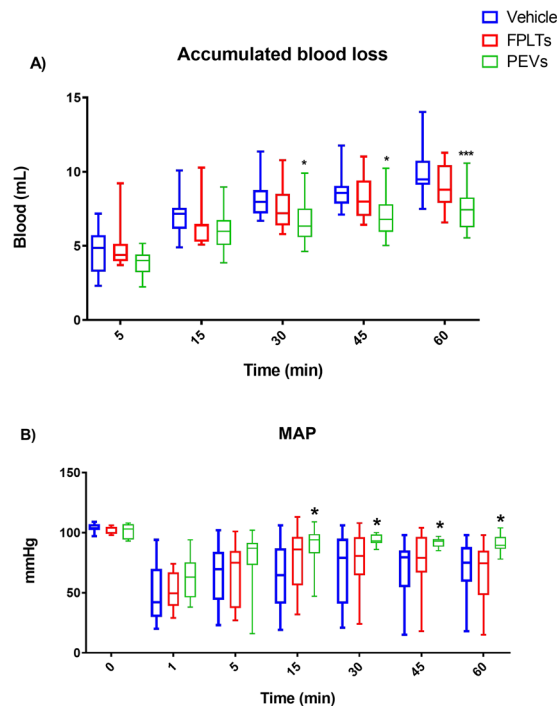 Vehicle
FPLTs
PEVs
A)
Accumulated blood loss
15
10
5
0
Blood (mL)
*
*
***
5
15
30
45
60
Time (min)
B)
MAP
150
100
50
0
mmHg
*
*
*
*
0
1
5
15
30
45
60
Time (min)